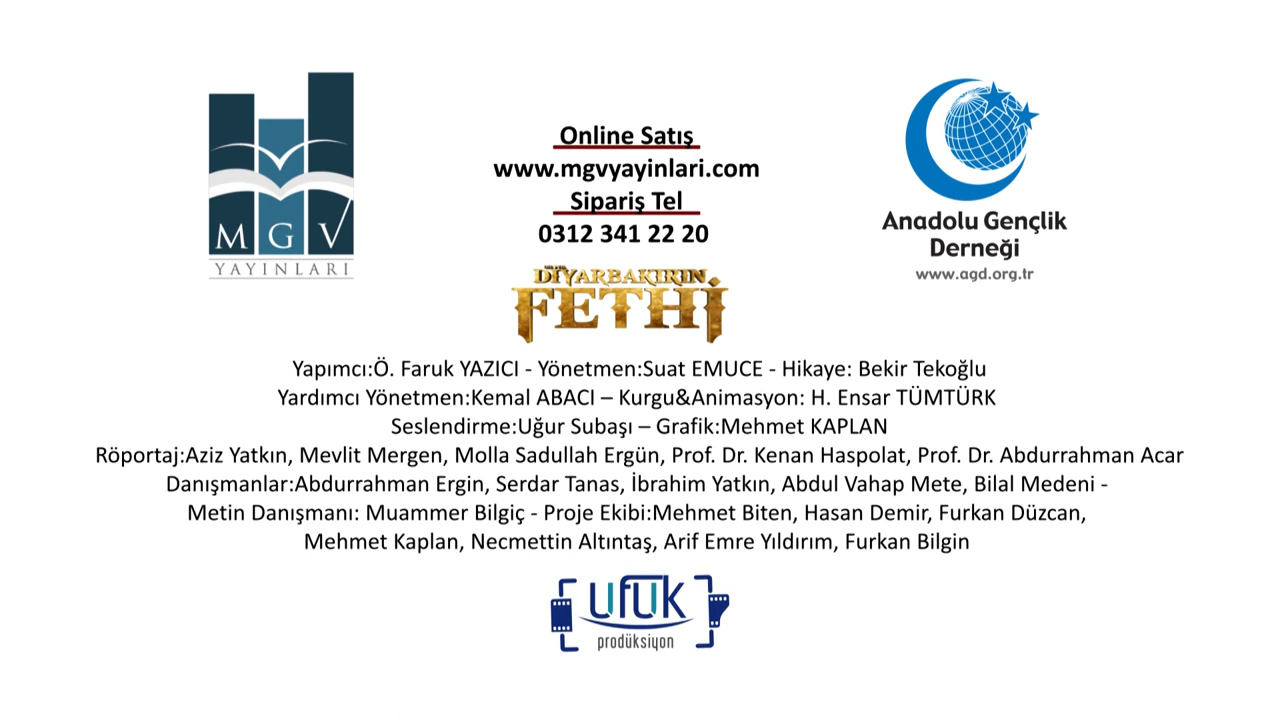 MGV
YAYINLARI
Online Satış
www.mgvyayinlari.com
Sipariş Tel
0312 341 22 20
Anadolu Gençlik
Derneği
www.agd.org.tr
DİYARBAKIRIN
FETHİ
Yapımcı:Ö. Faruk YAZICI - Yönetmen:Suat EMUCE - Hikaye: Bekir Tekoğlu
Yardımcı Yönetmen:Kemal ABACI – Kurgu&Animasyon: H. Ensar TÜMTÜRK
Seslendirme:Uğur Subaşı – Grafik:Mehmet KAPLAN
Röportaj:Aziz Yatkın, Mevlit Mergen, Molla Sadullah Ergün, Prof. Dr. Kenan Haspolat, Prof. Dr. Abdurrahman Acar
Danışmanlar:Abdurrahman Ergin, Serdar Tanas, İbrahim Yatkın, Abdul Vahap Mete, Bilal Medeni -
Metin Danışmanı: Muammer Bilgiç - Proje Ekibi:Mehmet Biten, Hasan Demir, Furkan Düzcan,
Mehmet Kaplan, Necmettin Altıntaş, Arif Emre Yıldırım, Furkan Bilgin
ufuk
prodüksiyon